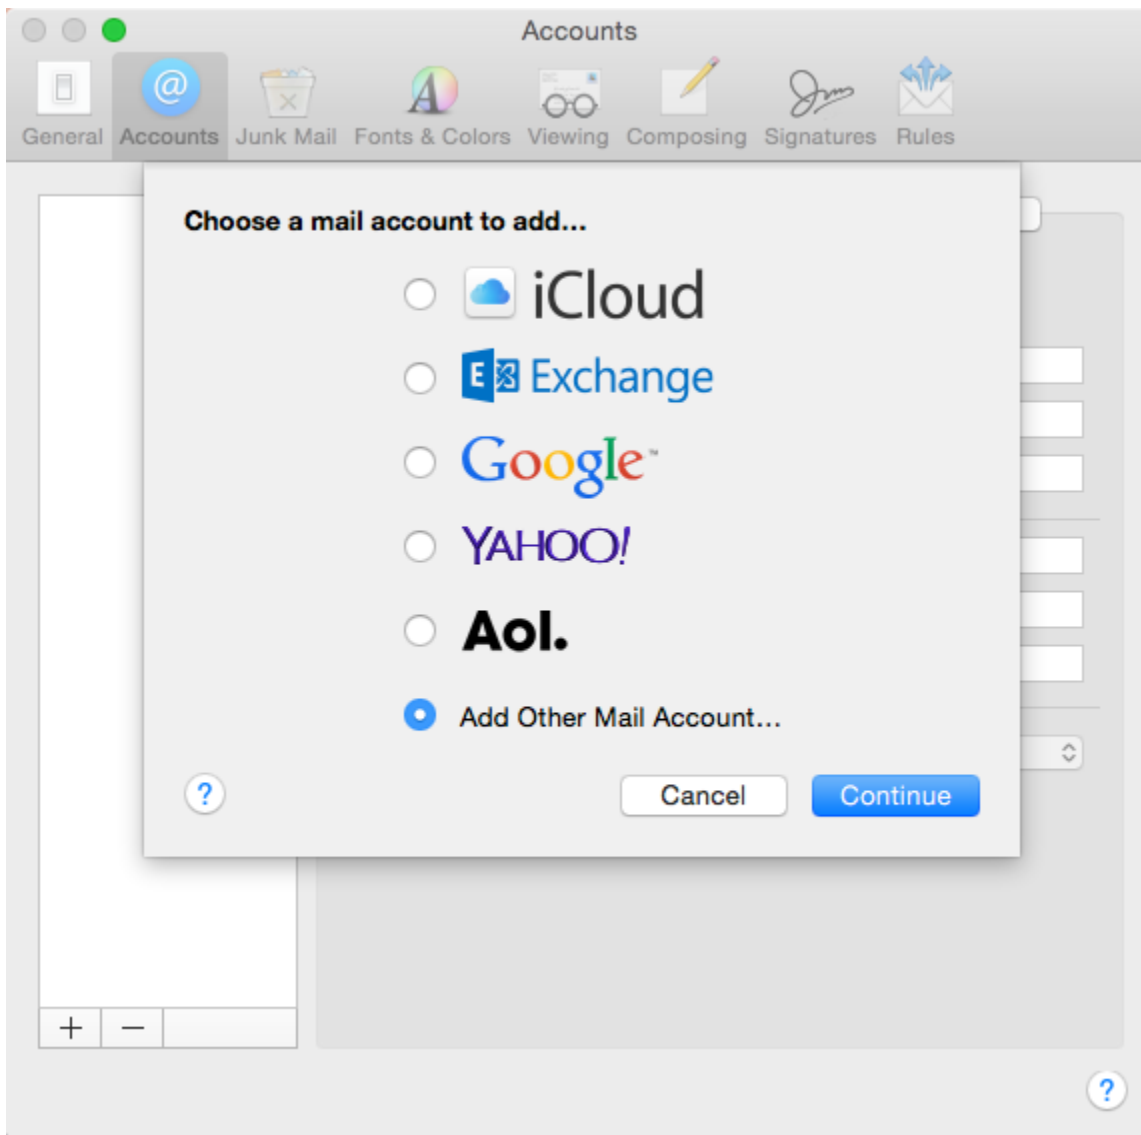 Accounts
@
General Accounts Junk Mail Fonts & Colors Viewing Composing Signatures Rules
Choose a mail account to add...
iCloud
E Exchange
Google™
YAHOO!
Aol.
Add Other Mail Account...
? Cancel Continue
+ −
?